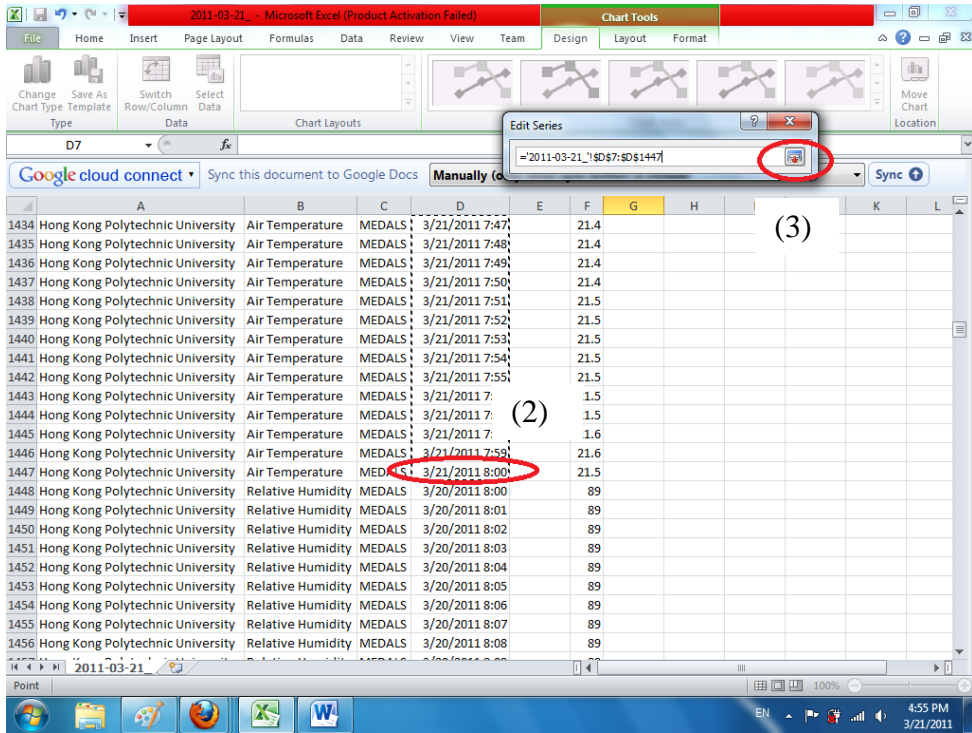 2011-03-21_ - Microsoft Excel (Product Activation Failed)
Chart Tools
File Home Insert Page Layout Formulas Data Review View Team Design Layout Format
Change Chart Type
Save As Template
Switch Row/Column
Select Data
Move Chart
Type Data Chart Layouts Location
Edit Series
='2011-03-21_'!$D$7:$D$1447
D7 fx
Google cloud connect Sync this document to Google Docs Manually Sync
A B C D E F G H K L
(3)
1434 Hong Kong Polytechnic University Air Temperature MEDALS 3/21/2011 7:47 21.4
1435 Hong Kong Polytechnic University Air Temperature MEDALS 3/21/2011 7:48 21.4
1436 Hong Kong Polytechnic University Air Temperature MEDALS 3/21/2011 7:49 21.4
1437 Hong Kong Polytechnic University Air Temperature MEDALS 3/21/2011 7:50 21.4
1438 Hong Kong Polytechnic University Air Temperature MEDALS 3/21/2011 7:51 21.5
1439 Hong Kong Polytechnic University Air Temperature MEDALS 3/21/2011 7:52 21.5
1440 Hong Kong Polytechnic University Air Temperature MEDALS 3/21/2011 7:53 21.5
1441 Hong Kong Polytechnic University Air Temperature MEDALS 3/21/2011 7:54 21.5
1442 Hong Kong Polytechnic University Air Temperature MEDALS 3/21/2011 7:55 21.5
1443 Hong Kong Polytechnic University Air Temperature MEDALS 3/21/2011 7: 1.5
1444 Hong Kong Polytechnic University Air Temperature MEDALS 3/21/2011 7: (2) 1.5
1445 Hong Kong Polytechnic University Air Temperature MEDALS 3/21/2011 7: 1.6
1446 Hong Kong Polytechnic University Air Temperature MEDALS 3/21/2011 7:59 21.6
1447 Hong Kong Polytechnic University Air Temperature MEDALS 3/21/2011 8:00 21.5
1448 Hong Kong Polytechnic University Relative Humidity MEDALS 3/20/2011 8:00 89
1449 Hong Kong Polytechnic University Relative Humidity MEDALS 3/20/2011 8:01 89
1450 Hong Kong Polytechnic University Relative Humidity MEDALS 3/20/2011 8:02 89
1451 Hong Kong Polytechnic University Relative Humidity MEDALS 3/20/2011 8:03 89
1452 Hong Kong Polytechnic University Relative Humidity MEDALS 3/20/2011 8:04 89
1453 Hong Kong Polytechnic University Relative Humidity MEDALS 3/20/2011 8:05 89
1454 Hong Kong Polytechnic University Relative Humidity MEDALS 3/20/2011 8:06 89
1455 Hong Kong Polytechnic University Relative Humidity MEDALS 3/20/2011 8:07 89
1456 Hong Kong Polytechnic University Relative Humidity MEDALS 3/20/2011 8:08 89
2011-03-21_
Point 100%
EN 4:55 PM
3/21/2011